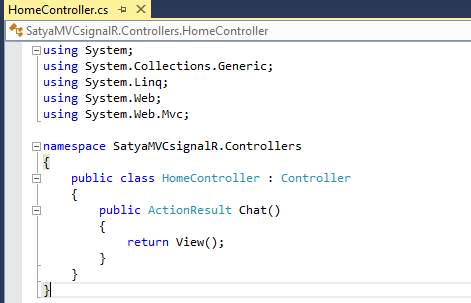 HomeController.cs
SatyaMVCsignalR.Controllers.HomeController
using System;
using System.Collections.Generic;
using System.Linq;
using System.Web;
using System.Web.Mvc;
namespace SatyaMVCsignalR.Controllers
{
    public class HomeController : Controller
    {
        public ActionResult Chat()
        {
            return View();
        }
    }
}